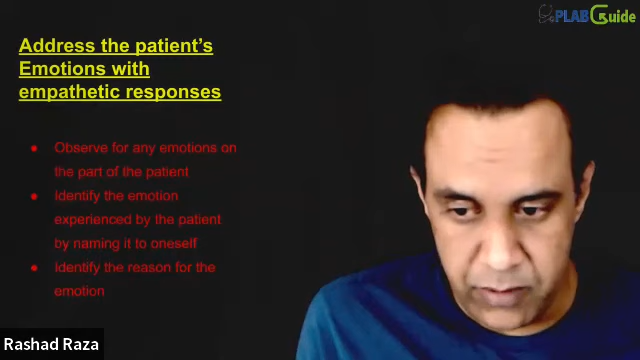 PLAB Guide
Address the patient's
Emotions with
empathetic responses
● Observe for any emotions on
the part of the patient
● Identify the emotion
experienced by the patient
by naming it to oneself
● Identify the reason for the
emotion
Rashad Raza